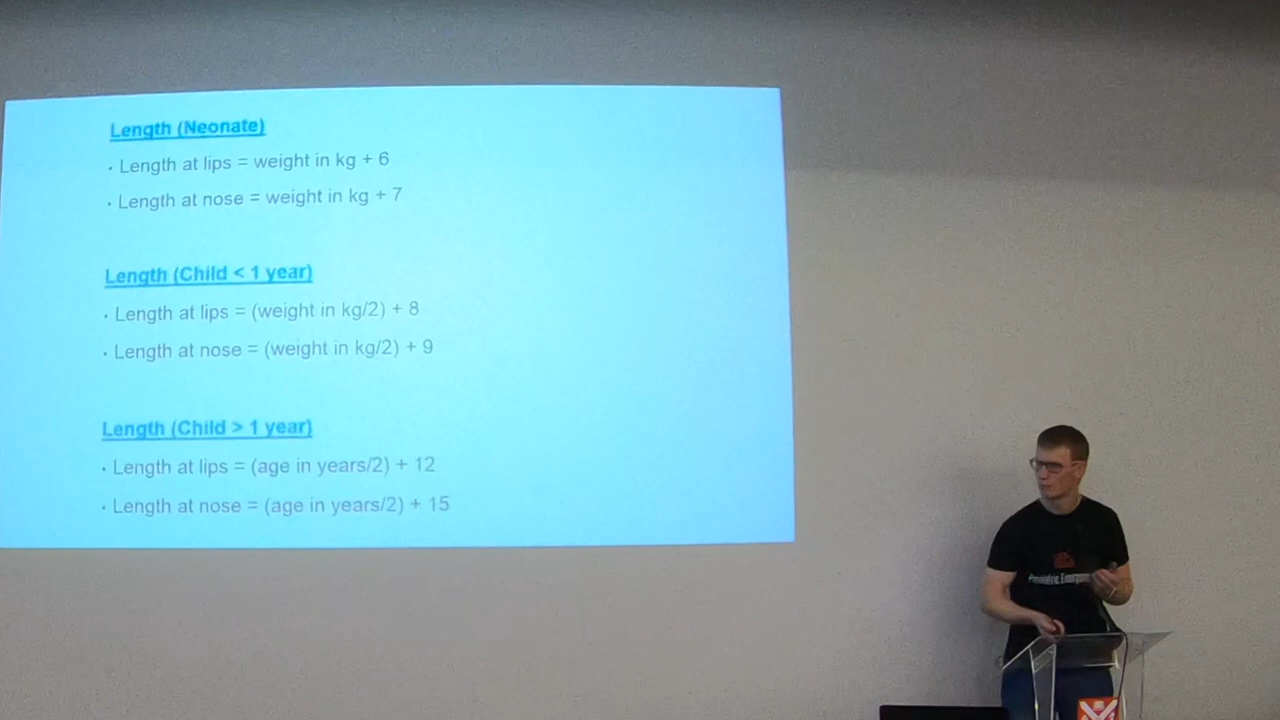 Length (Neonate)
· Length at lips = weight in kg + 6
· Length at nose = weight in kg + 7
Length (Child < 1 year)
· Length at lips = (weight in kg/2) + 8
· Length at nose = (weight in kg/2) + 9
Length (Child > 1 year)
· Length at lips = (age in years/2) + 12
· Length at nose = (age in years/2) + 15